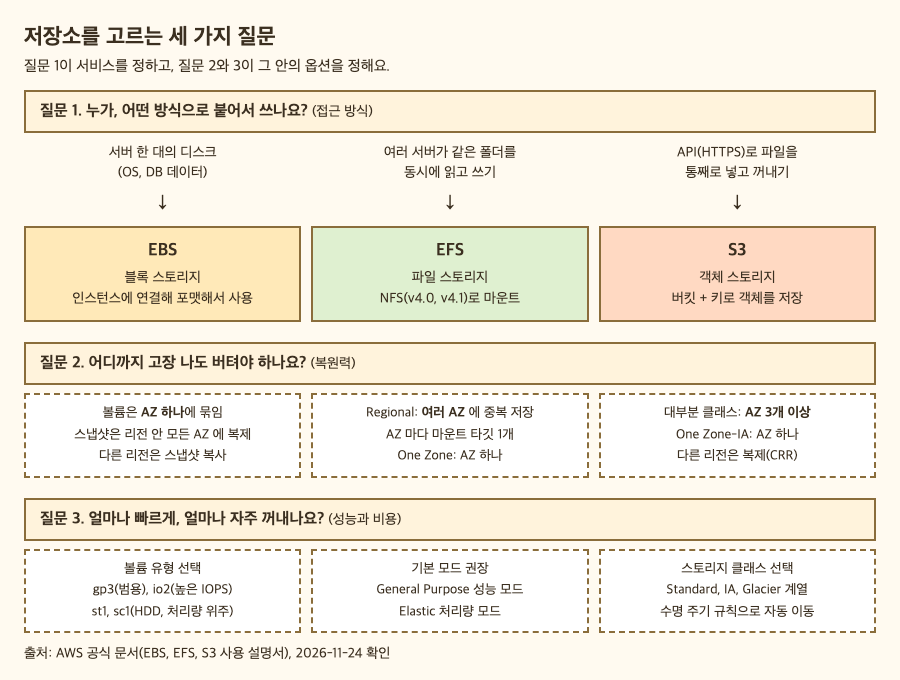 저장소를 고르는 세 가지 질문
질문 1이 서비스를 정하고, 질문 2와 3이 그 안의 옵션을 정해요.
질문 1. 누가, 어떤 방식으로 붙어서 쓰나요? (접근 방식)
서버 한 대의 디스크
(OS, DB 데이터)
↓
여러 서버가 같은 폴더를
동시에 읽고 쓰기
↓
API(HTTPS)로 파일을
통째로 넣고 꺼내기
↓
EBS
블록 스토리지
인스턴스에 연결해 포맷해서 사용
EFS
파일 스토리지
NFS(v4.0, v4.1)로 마운트
S3
객체 스토리지
버킷 + 키로 객체를 저장
질문 2. 어디까지 고장 나도 버텨야 하나요? (복원력)
볼륨은 AZ 하나에 묶임
스냅샷은 리전 안 모든 AZ 에 복제
다른 리전은 스냅샷 복사
Regional: 여러 AZ 에 중복 저장
AZ 마다 마운트 타깃 1개
One Zone: AZ 하나
대부분 클래스: AZ 3개 이상
One Zone-IA: AZ 하나
다른 리전은 복제(CRR)
질문 3. 얼마나 빠르게, 얼마나 자주 꺼내나요? (성능과 비용)
볼륨 유형 선택
gp3(범용), io2(높은 IOPS)
st1, sc1(HDD, 처리량 위주)
기본 모드 권장
General Purpose 성능 모드
Elastic 처리량 모드
스토리지 클래스 선택
Standard, IA, Glacier 계열
수명 주기 규칙으로 자동 이동
출처: AWS 공식 문서(EBS, EFS, S3 사용 설명서), 2026-11-24 확인